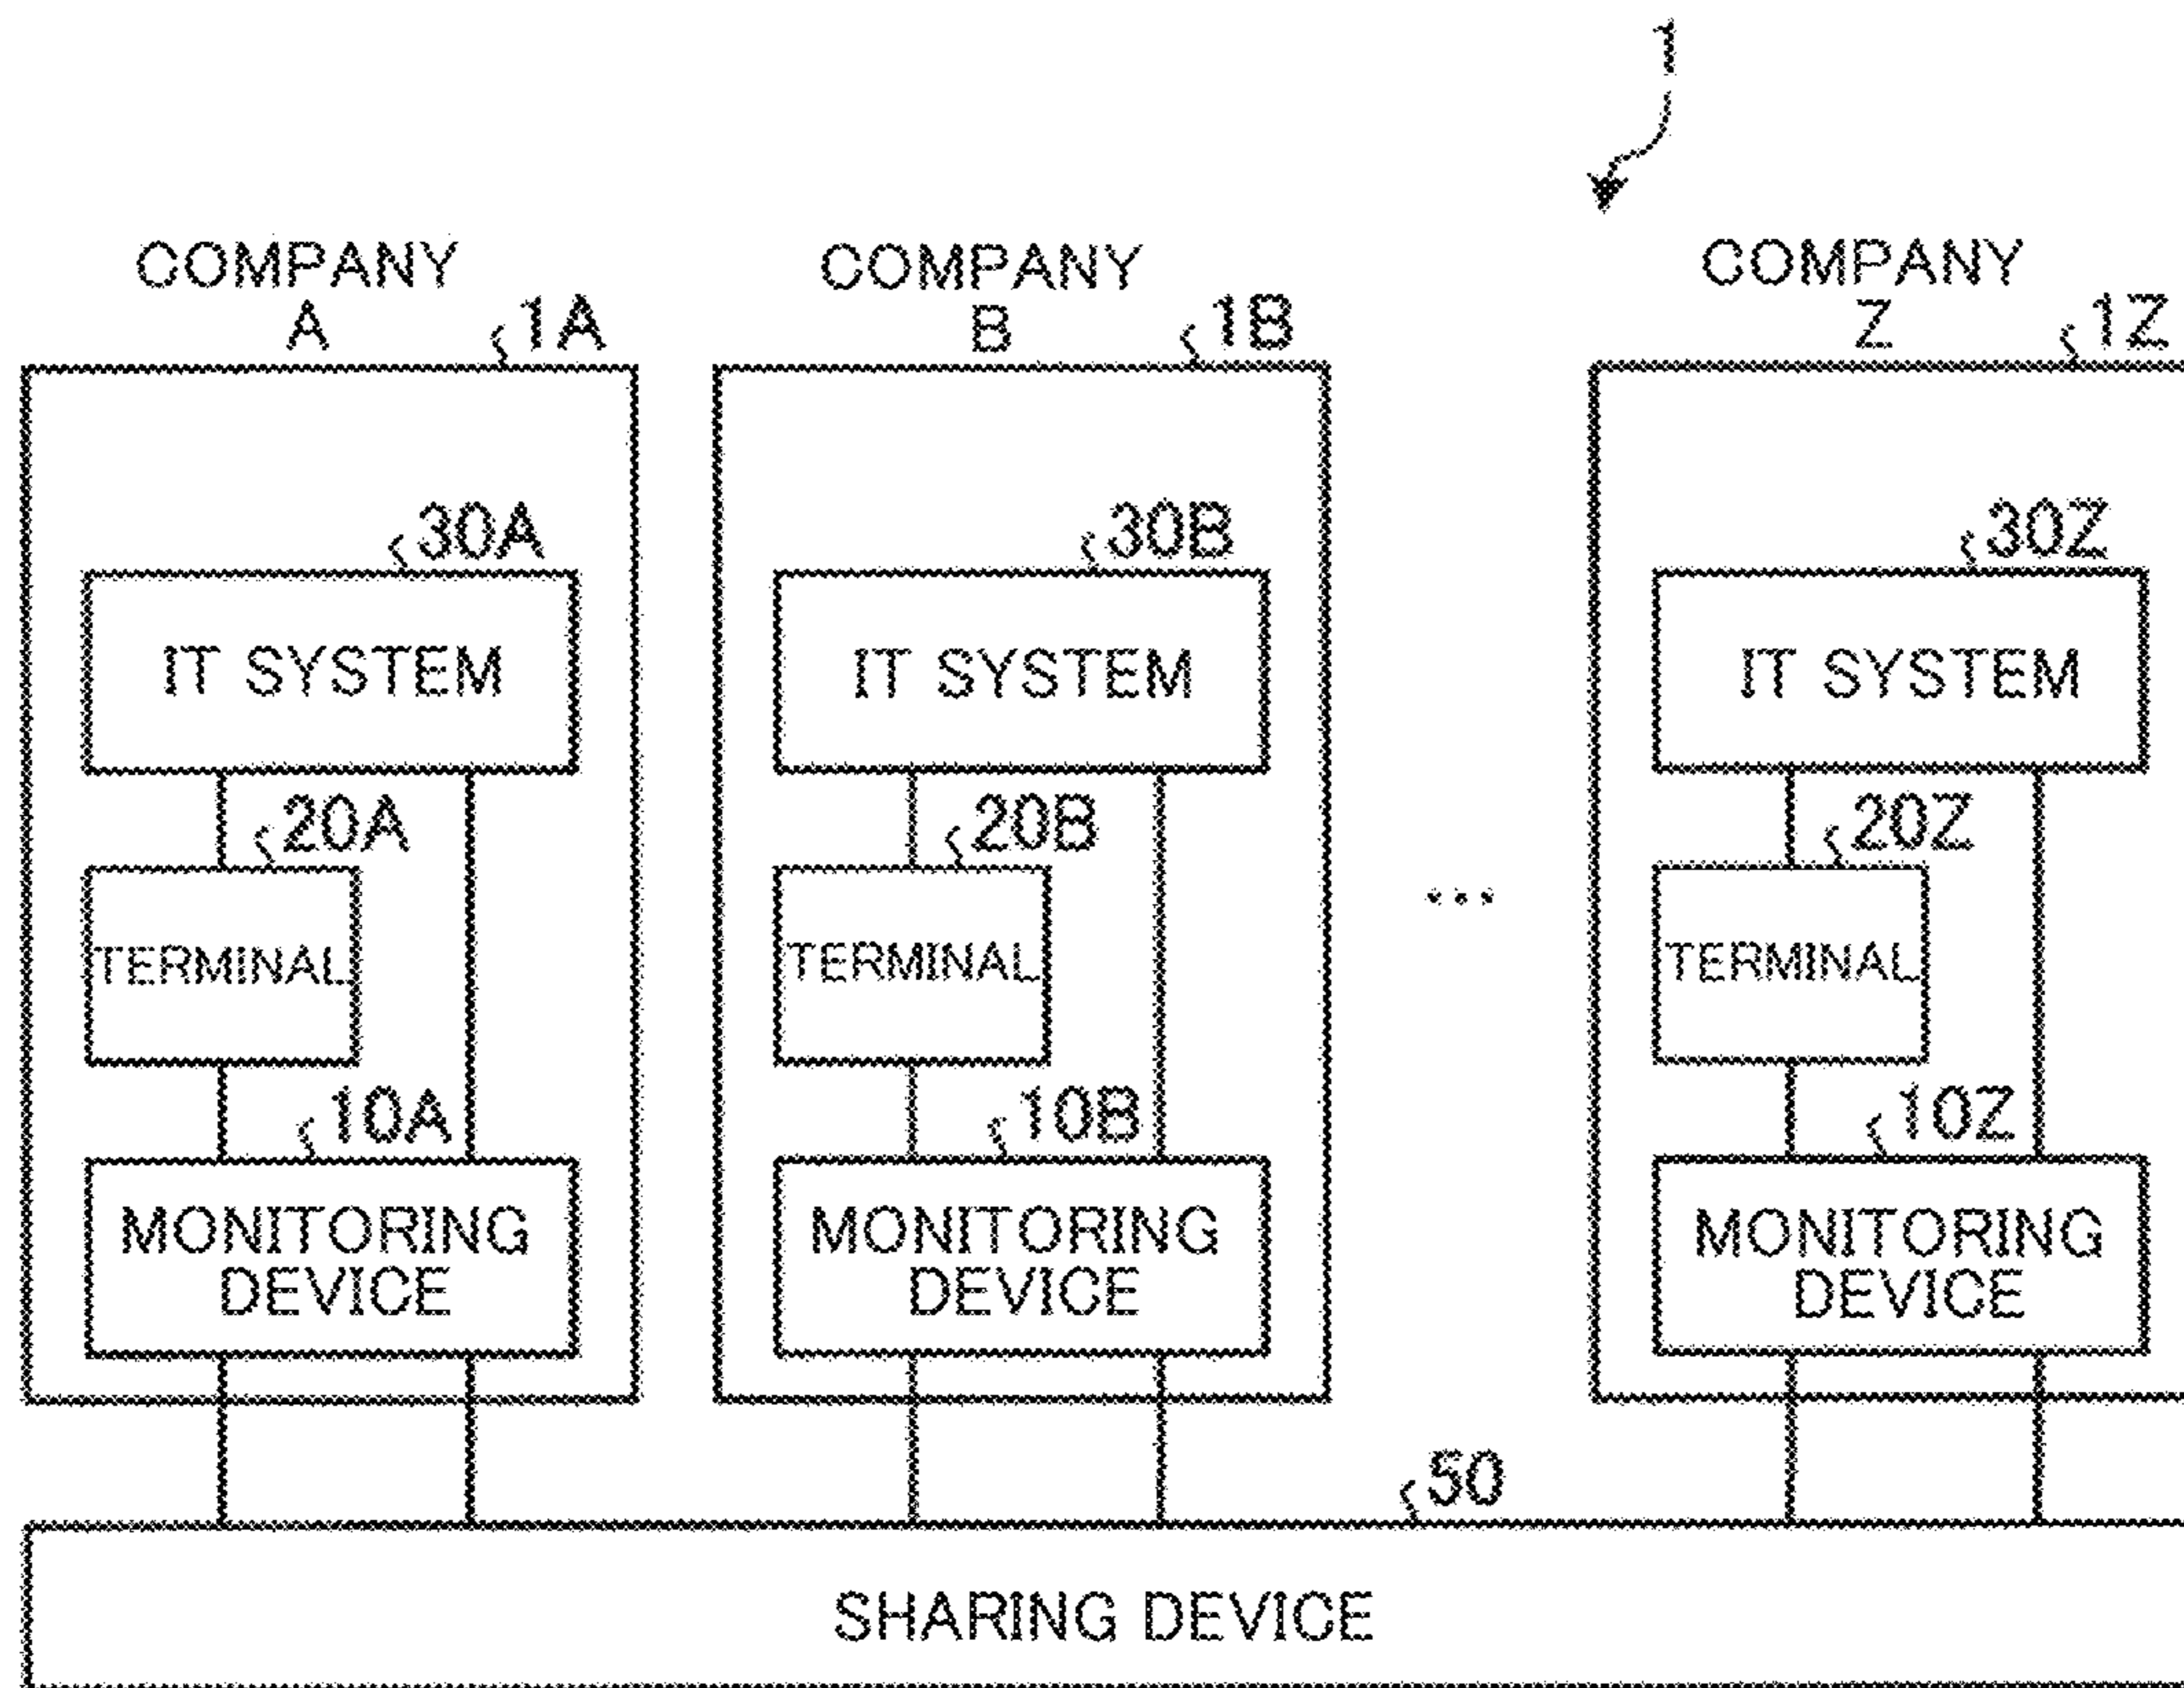 1
COMPANY
A
1A
COMPANY
B
1B
COMPANY
Z
1Z
30A
IT SYSTEM
30B
IT SYSTEM
30Z
IT SYSTEM
20A
TERMINAL
20B
TERMINAL
...
20Z
TERMINAL
10A
MONITORING
DEVICE
10B
MONITORING
DEVICE
10Z
MONITORING
DEVICE
50
SHARING DEVICE